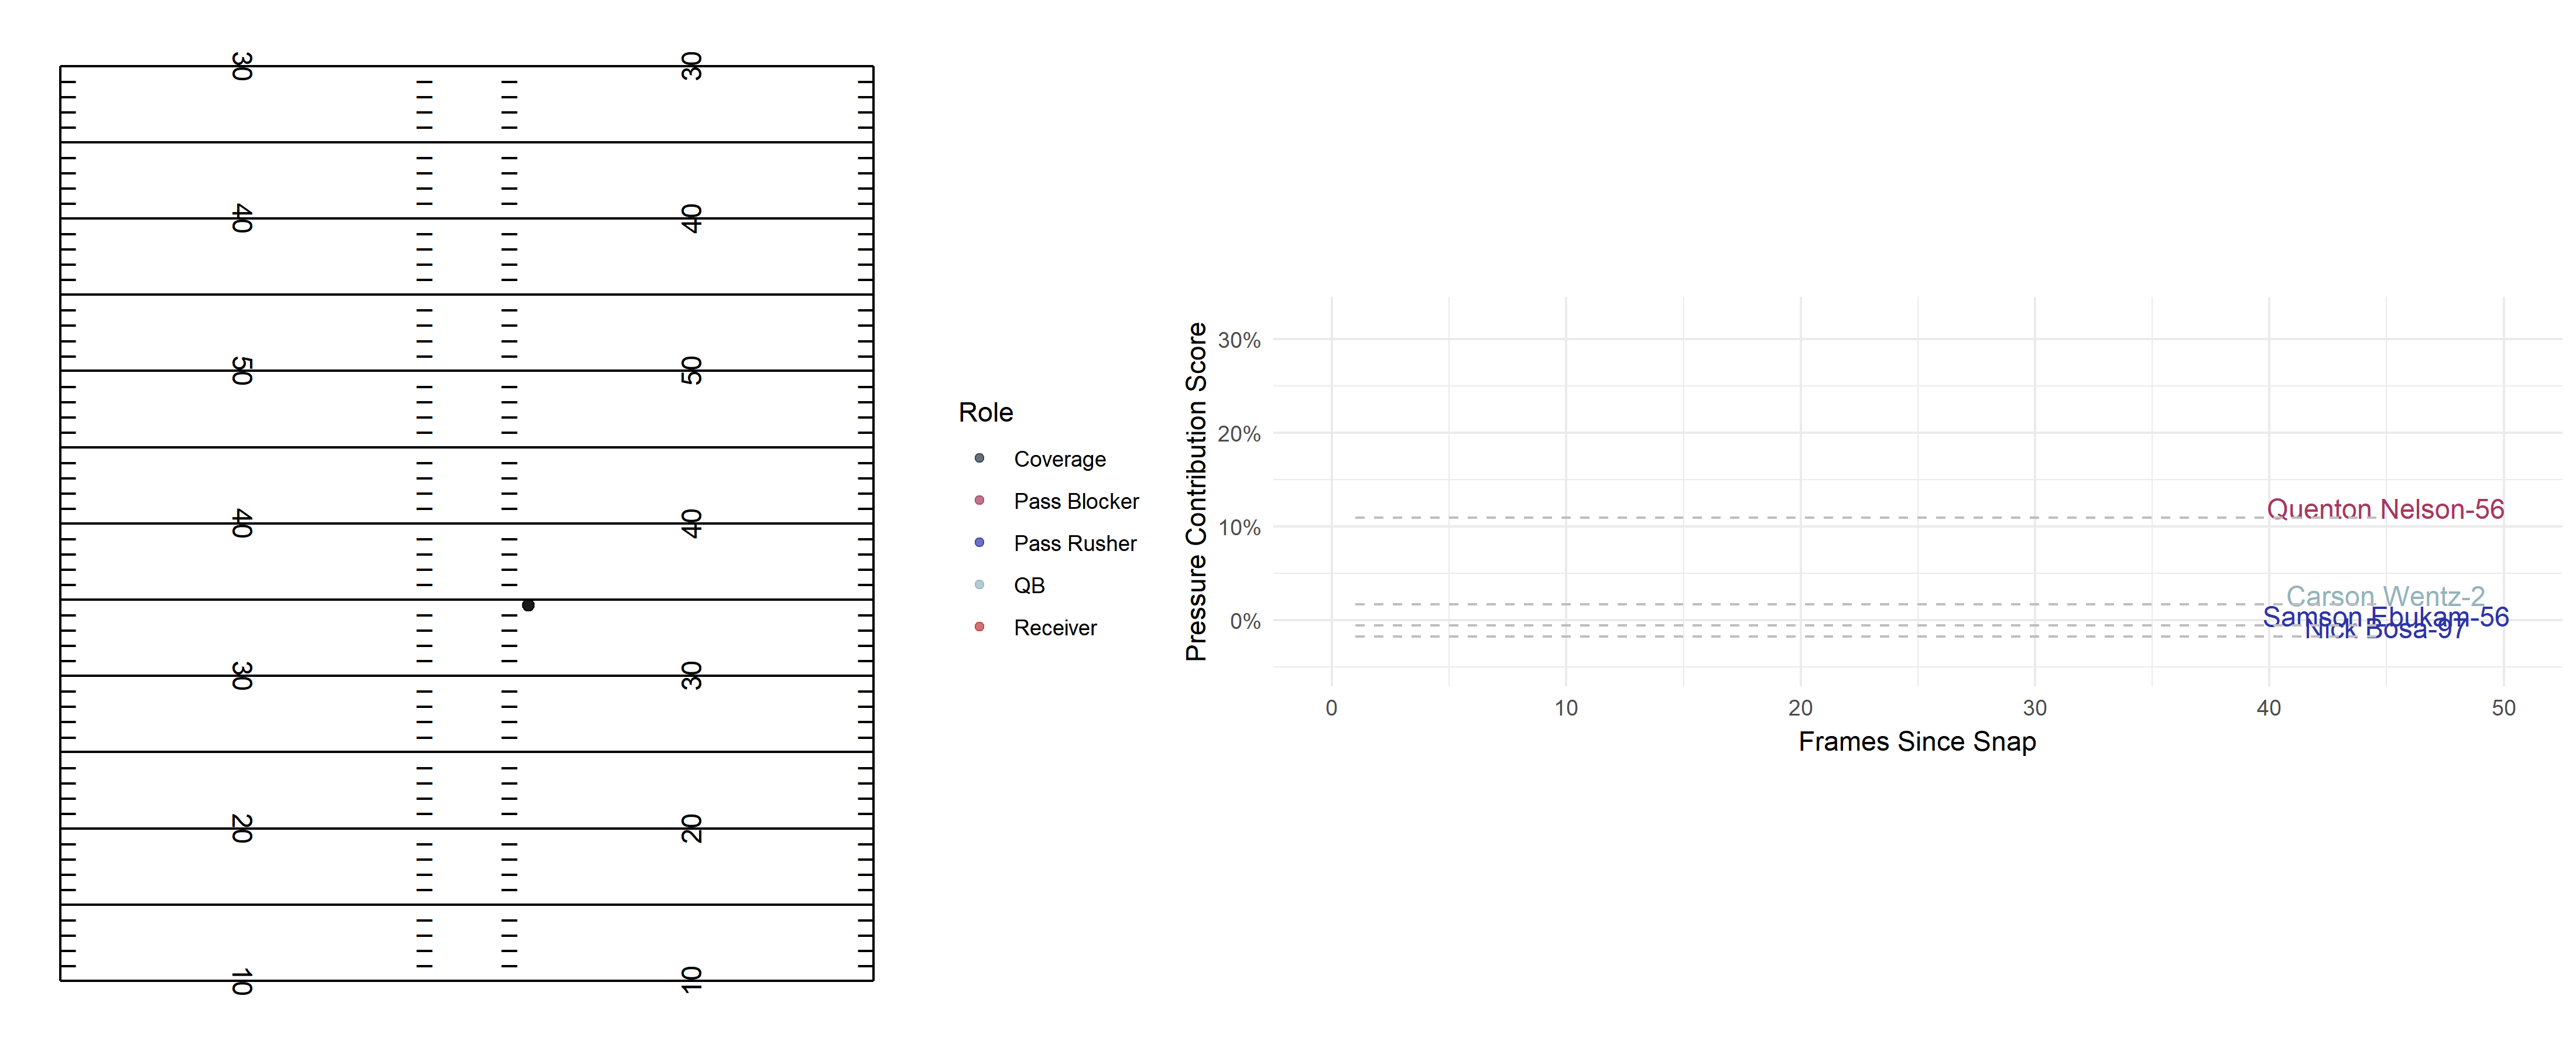 30 30
40 40
50 50
40 40
30 30
20 20
10 10
Role
Coverage
Pass Blocker
Pass Rusher
QB
Receiver
Pressure Contribution Score
30%
20%
10%
0%
Quenton Nelson-56
Carson Wentz-2
Samson Ebukam-56
Nick Bosa-97
0 10 20 30 40 50
Frames Since Snap